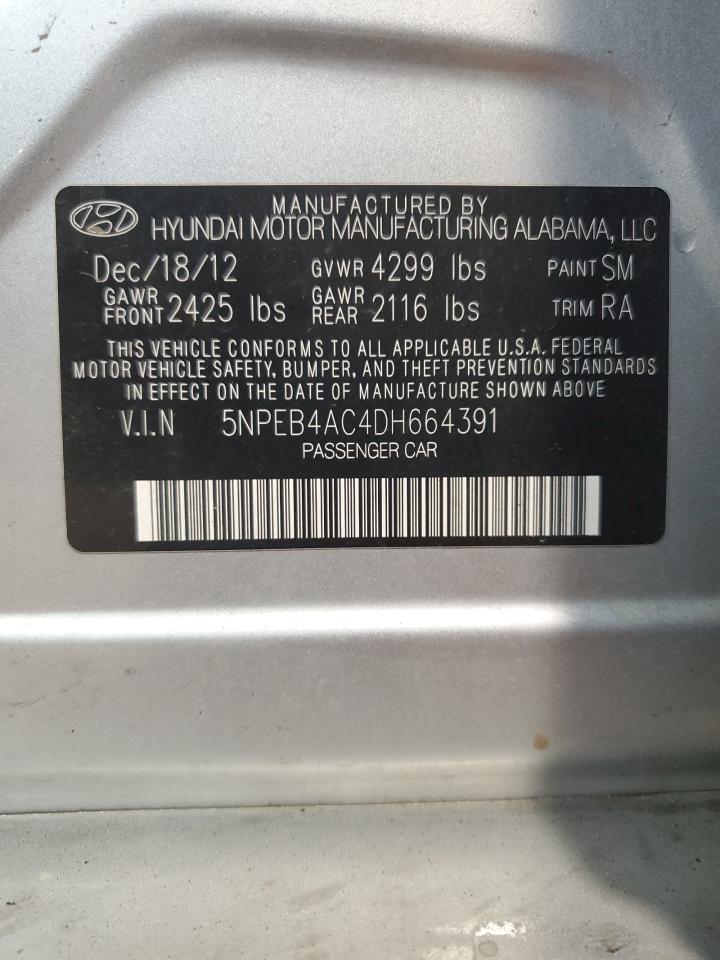 MANUFACTURED BY
HYUNDAI MOTOR MANUFACTURING ALABAMA, LLC
Dec/18/12 GVWR 4299 lbs PAINT SM
GAWR FRONT 2425 lbs GAWR REAR 2116 lbs TRIM RA
THIS VEHICLE CONFORMS TO ALL APPLICABLE U.S.A. FEDERAL
MOTOR VEHICLE SAFETY, BUMPER, AND THEFT PREVENTION STANDARDS
IN EFFECT ON THE DATE OF MANUFACTURE SHOWN ABOVE
V.I.N 5NPEB4AC4DH664391
PASSENGER CAR